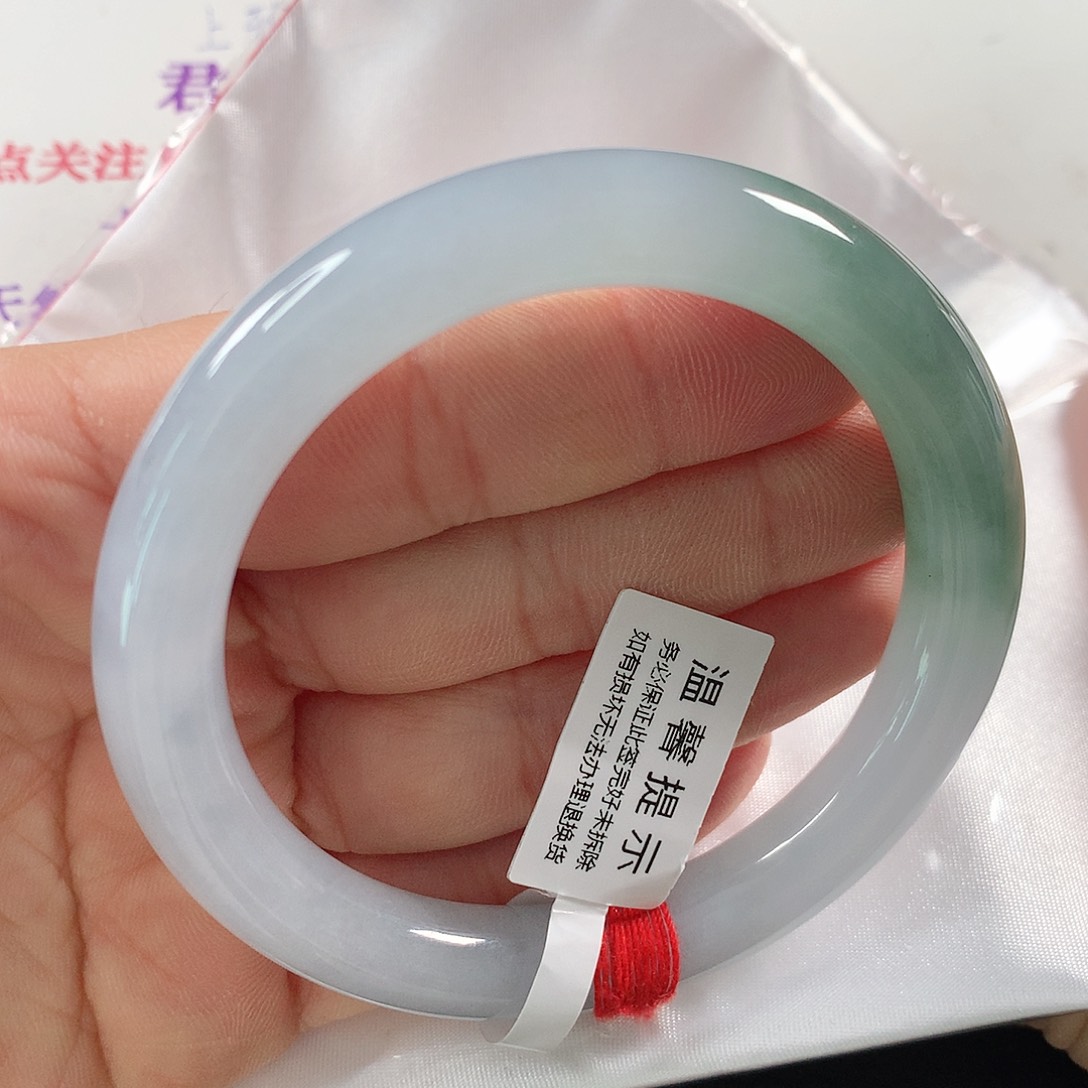 君
点关注
温馨提示
务必保证此签完好未拆除
如有损坏无法办理退换货